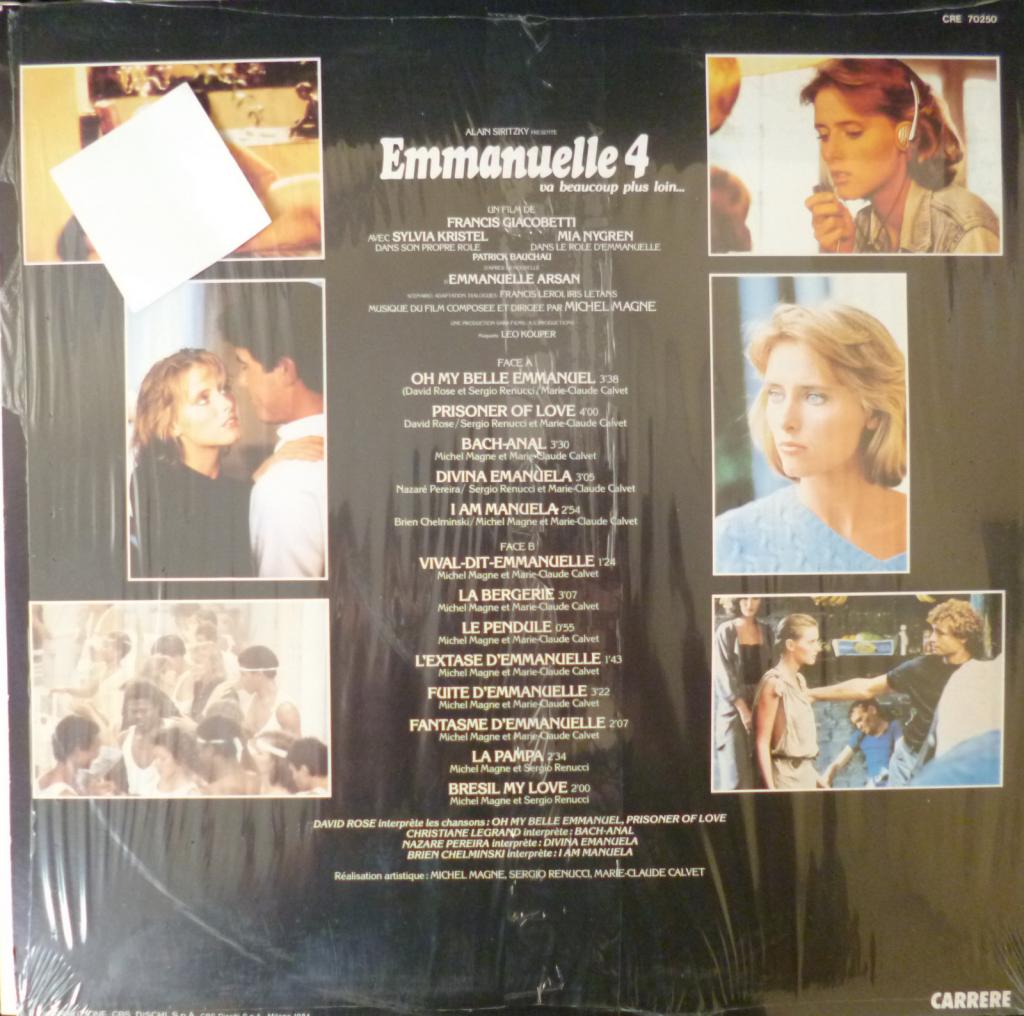 CRE 70250
ALAIN SIRITZKY PRESENTE
Emmanuelle 4
va beaucoup plus loin...
UN FILM DE
FRANCIS GIACOBETTI
AVEC SYLVIA KRISTEL MIA NYGREN
DANS SON PROPRE ROLE DANS LE ROLE D'EMMANUELLE
PATRICK BAUCHAU
D'EMMANUELLE ARSAN
SCENARIO, ADAPTATION DIALOGUES: FRANCIS LEROI, IRIS LETANS
MUSIQUE DU FILM COMPOSEE ET DIRIGEE PAR MICHEL MAGNE
Maquette LEO KOUPER
FACE A
OH MY BELLE EMMANUEL 3'38
(David Rose et Sergio Renucci/Marie-Claude Calvet
PRISONER OF LOVE 4'00
David Rose/Sergio Renucci et Marie-Claude Calvet
BACH-ANAL 3'30
Michel Magne et Marie-Claude Calvet
DIVINA EMANUELA 3'05
Nazaré Pereira/ Sergio Renucci et Marie-Claude Calvet
I AM MANUELA 2'54
Brien Chelminski/Michel Magne et Marie-Claude Calvet
FACE B
VIVAL-DIT-EMMANUELLE 1'24
Michel Magne et Marie-Claude Calvet
LA BERGERIE 3'07
Michel Magne et Marie-Claude Calvet
LE PENDULE 0'55
Michel Magne et Marie-Claude Calvet
L'EXTASE D'EMMANUELLE 1'43
Michel Magne et Marie-Claude Calvet
FUITE D'EMMANUELLE 3'22
Michel Magne et Marie-Claude Calvet
FANTASME D'EMMANUELLE 2'07
Michel Magne et Marie-Claude Calvet
LA PAMPA 2'34
Michel Magne et Sergio Renucci
BRESIL MY LOVE 2'00
Michel Magne et Sergio Renucci
DAVID ROSE interprète les chansons : OH MY BELLE EMMANUEL, PRISONER OF LOVE
CHRISTIANE LEGRAND interprète : BACH-ANAL
NAZARE PEREIRA interprète : DIVINA EMANUELA
BRIEN CHELMINSKI interprète : I AM MANUELA
Réalisation artistique : MICHEL MAGNE, SERGIO RENUCCI, MARIE-CLAUDE CALVET
CARRERE
CBS DISCHI S.p.A.